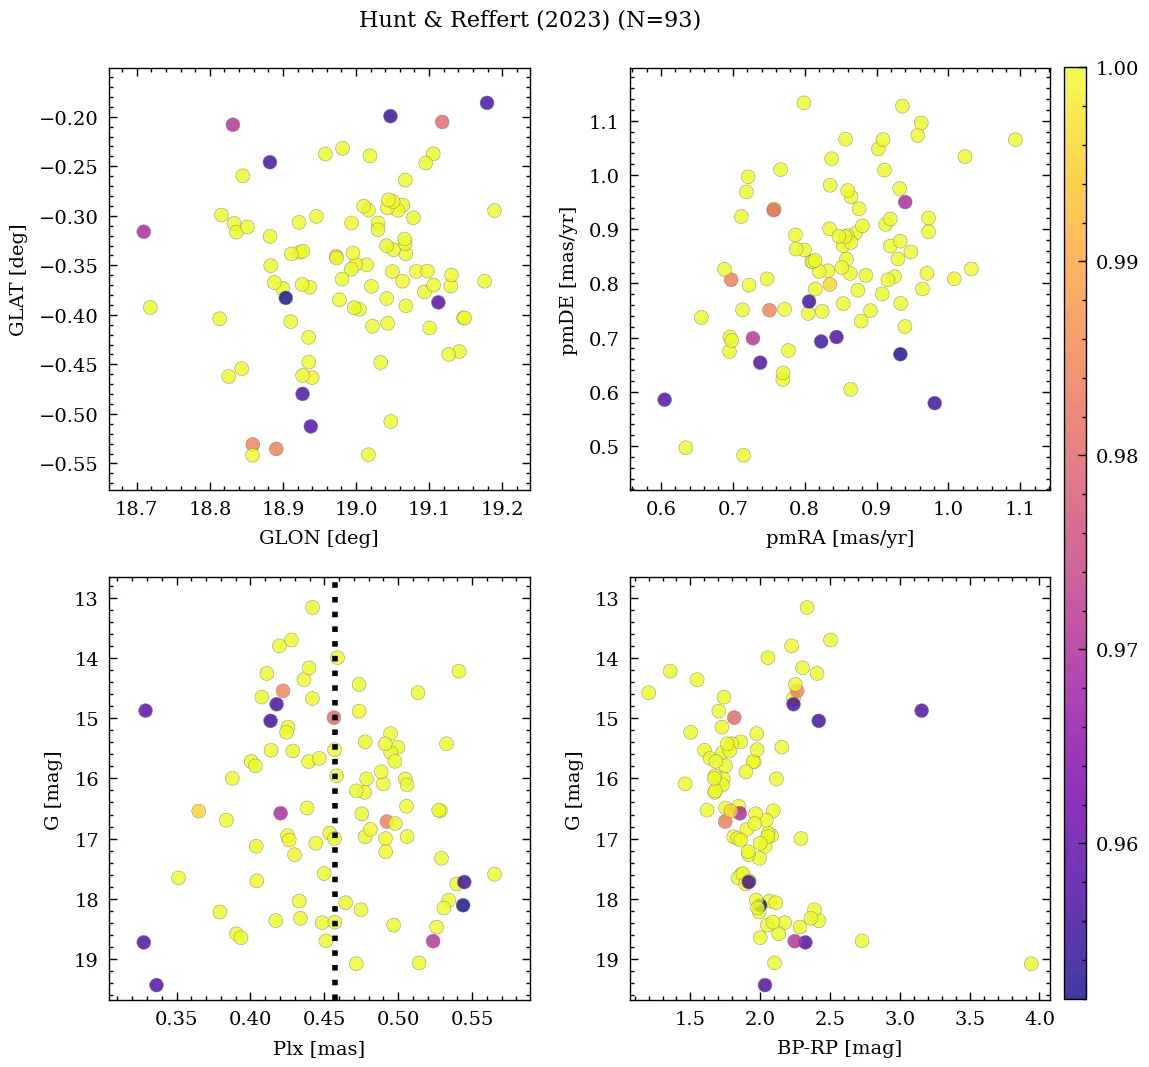 Hunt & Reffert (2023) (N=93)
GLAT [deg]
−0.20
−0.25
−0.30
−0.35
−0.40
−0.45
−0.50
−0.55
18.7 18.8 18.9 19.0 19.1 19.2
GLON [deg]
pmDE [mas/yr]
1.1
1.0
0.9
0.8
0.7
0.6
0.5
0.6 0.7 0.8 0.9 1.0 1.1
pmRA [mas/yr]
G [mag]
13
14
15
16
17
18
19
0.35 0.40 0.45 0.50 0.55
Plx [mas]
G [mag]
13
14
15
16
17
18
19
1.5 2.0 2.5 3.0 3.5 4.0
BP-RP [mag]
1.00
0.99
0.98
0.97
0.96